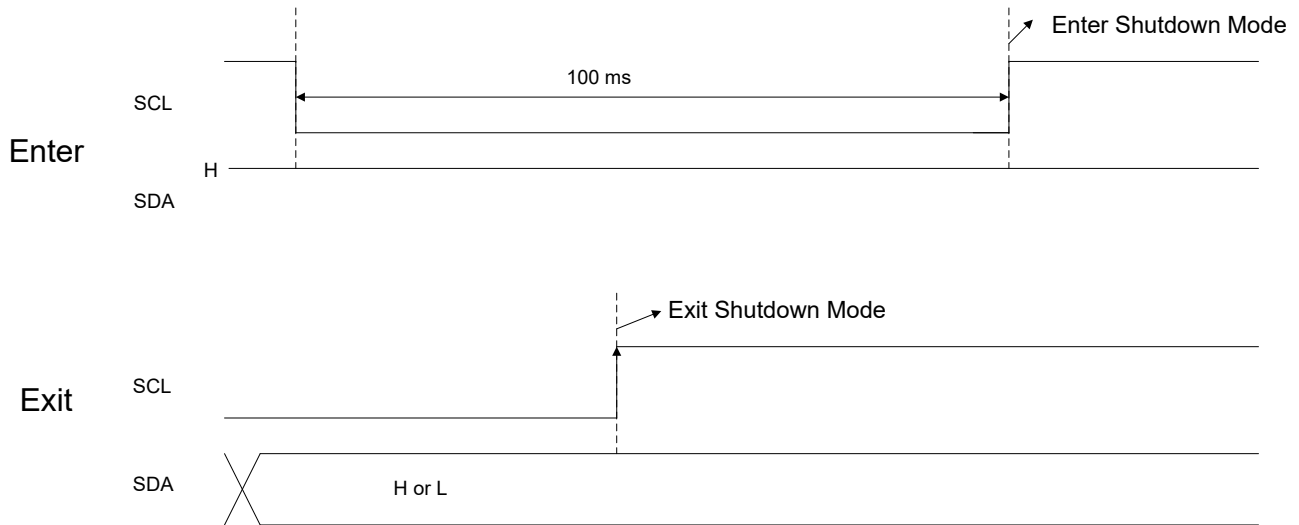 Enter Shutdown Mode
100 ms
SCL
Enter
H
SDA
Exit Shutdown Mode
SCL
Exit
SDA
H or L